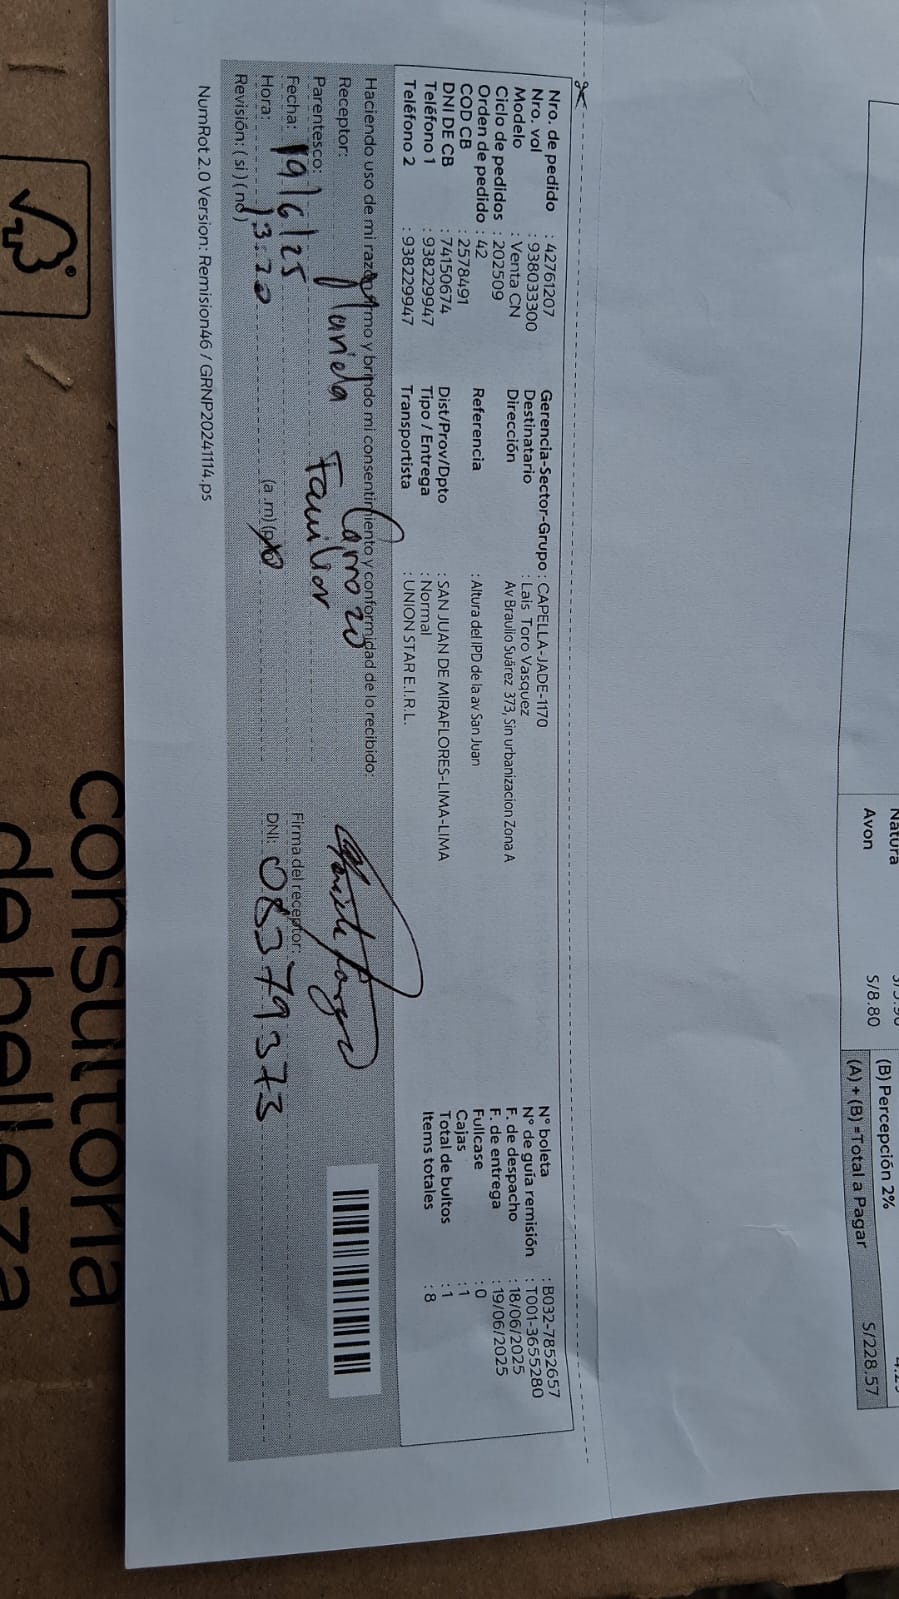 Natura
Avon S/8.80
(B) Percepción 2%
(A) + (B) =Total a Pagar S/228.57
Nro. de pedido : 42761207
Nro. vol : 938033300
Modelo : Venta CN
Ciclo de pedidos : 202509
Orden de pedido : 42
COD CB : 2578491
DNI DE CB : 74150674
Teléfono 1 : 938229947
Teléfono 2 : 938229947
Gerencia-Sector-Grupo : CAPELLA-JADE-1170
Destinatario : Lais Toro Vasquez
Dirección Av Braulio Suárez 373, Sin urbanizacion Zona A
Referencia : Altura del IPD de la av San Juan
Dist/Prov/Dpto : SAN JUAN DE MIRAFLORES-LIMA-LIMA
Tipo / Entrega : Normal
Transportista : UNION STAR E.I.R.L.
N° boleta : B032-7852657
N° de guía remisión : T001-3655280
F. de despacho : 18/06/2025
F. de entrega : 19/06/2025
Fullcase : 0
Cajas : 1
Total de bultos : 1
Items totales : 8
Haciendo uso de mi razón firmo y brindo mi consentimiento y conformidad de lo recibido:
Receptor: Mariela
Parentesco: Familiar
Fecha: 19/6/25
Hora: 13:20 (a.m)
Revisión: ( si ) ( no )
Firma del receptor:
DNI: 08379373
NumRot 2.0 Version: Remision46 / GRNP20241114.ps
consultoría
de belleza